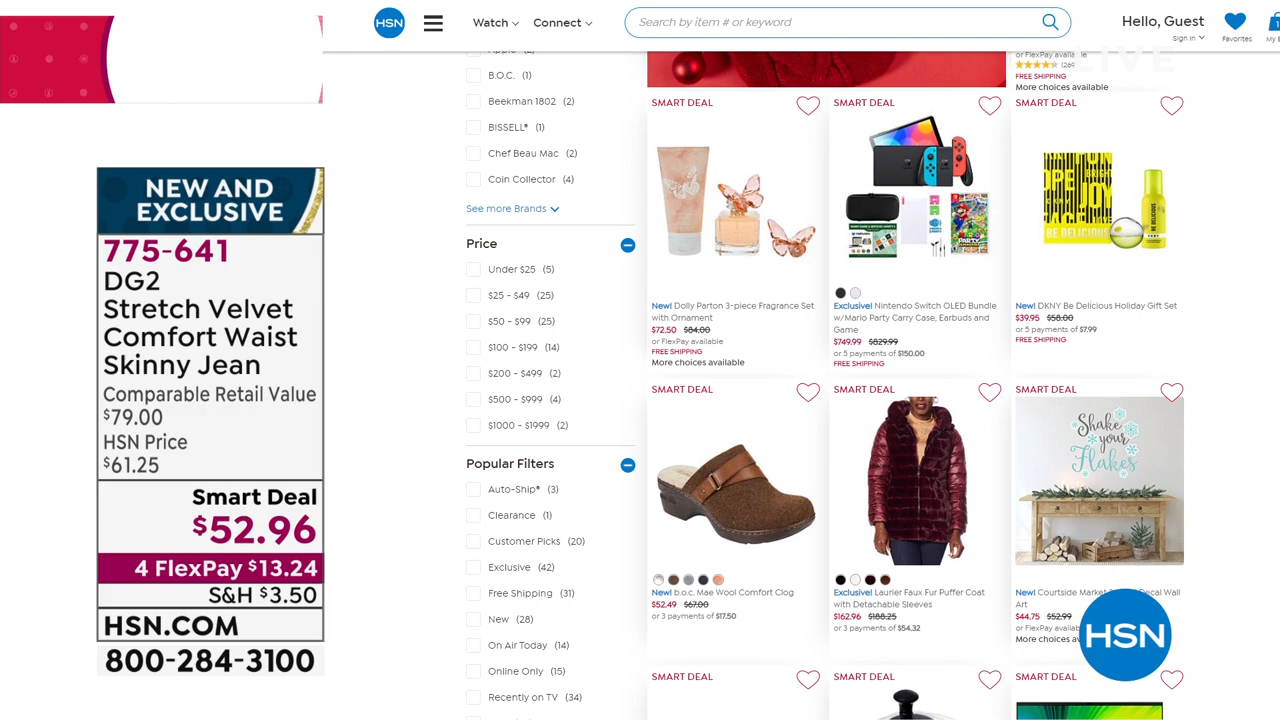 HSN
Watch
Connect
Search by item # or keyword
Hello, Guest
Sign In
Favorites
My
LIVE
NEW AND
EXCLUSIVE
775-641
DG2
Stretch Velvet
Comfort Waist
Skinny Jean
Comparable Retail Value
$79.00
HSN Price
$61.25
Smart Deal
$52.96
4 FlexPay $13.24
S&H $3.50
HSN.COM
800-284-3100
B.O.C. (1)
Beekman 1802 (2)
BISSELL® (1)
Chef Beau Mac (2)
Coin Collector (4)
See more Brands
Price
Under $25 (5)
$25 - $49 (25)
$50 - $99 (25)
$100 - $199 (14)
$200 - $499 (2)
$500 - $999 (4)
$1000 - $1999 (2)
Popular Filters
Auto-Ship® (3)
Clearance (1)
Customer Picks (20)
Exclusive (42)
Free Shipping (31)
New (28)
On Air Today (14)
Online Only (15)
Recently on TV (34)
or FlexPay available
FREE SHIPPING
More choices available
SMART DEAL
New! Dolly Parton 3-piece Fragrance Set
with Ornament
$72.50 $84.00
or FlexPay available
FREE SHIPPING
More choices available
SMART DEAL
Exclusive! Nintendo Switch OLED Bundle
w/Mario Party Carry Case, Earbuds and
Game
$749.99 $829.99
or 5 payments of $150.00
FREE SHIPPING
SMART DEAL
BE DELICIOUS
New! DKNY Be Delicious Holiday Gift Set
$39.95 $58.00
or 5 payments of $7.99
FREE SHIPPING
SMART DEAL
New! b.o.c. Mae Wool Comfort Clog
$52.49 $67.00
or 3 payments of $17.50
SMART DEAL
Exclusive! Laurier Faux Fur Puffer Coat
with Detachable Sleeves
$162.96 $188.25
or 3 payments of $54.32
SMART DEAL
Shake
your
Flakes
New! Courtside Market Decal Wall
Art
$44.75 $52.99
or FlexPay
More choices
HSN
SMART DEAL
SMART DEAL
SMART DEAL